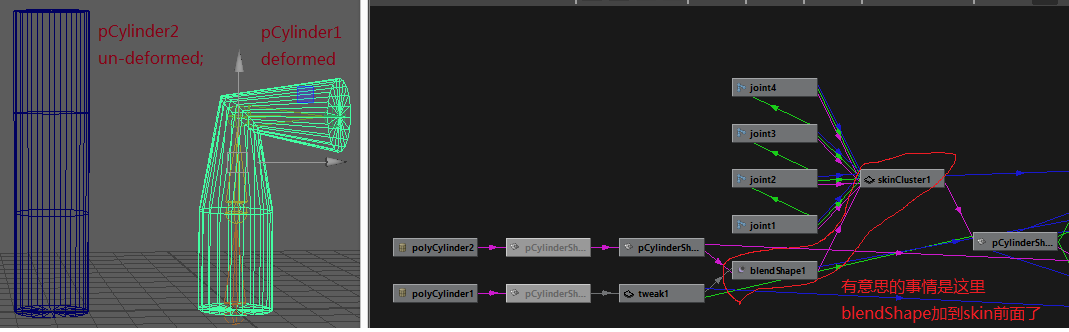 pCylinder2
un-deformed;
pCylinder1
deformed
joint4
joint3
joint2
skinCluster1
joint1
polyCylinder2
pCylinderSh...
pCylinderSh...
pCylinderSh...
blendShape1
polyCylinder1
pCylinderSh...
tweak1
有意思的事情是这里
blendShape加到skin前面了